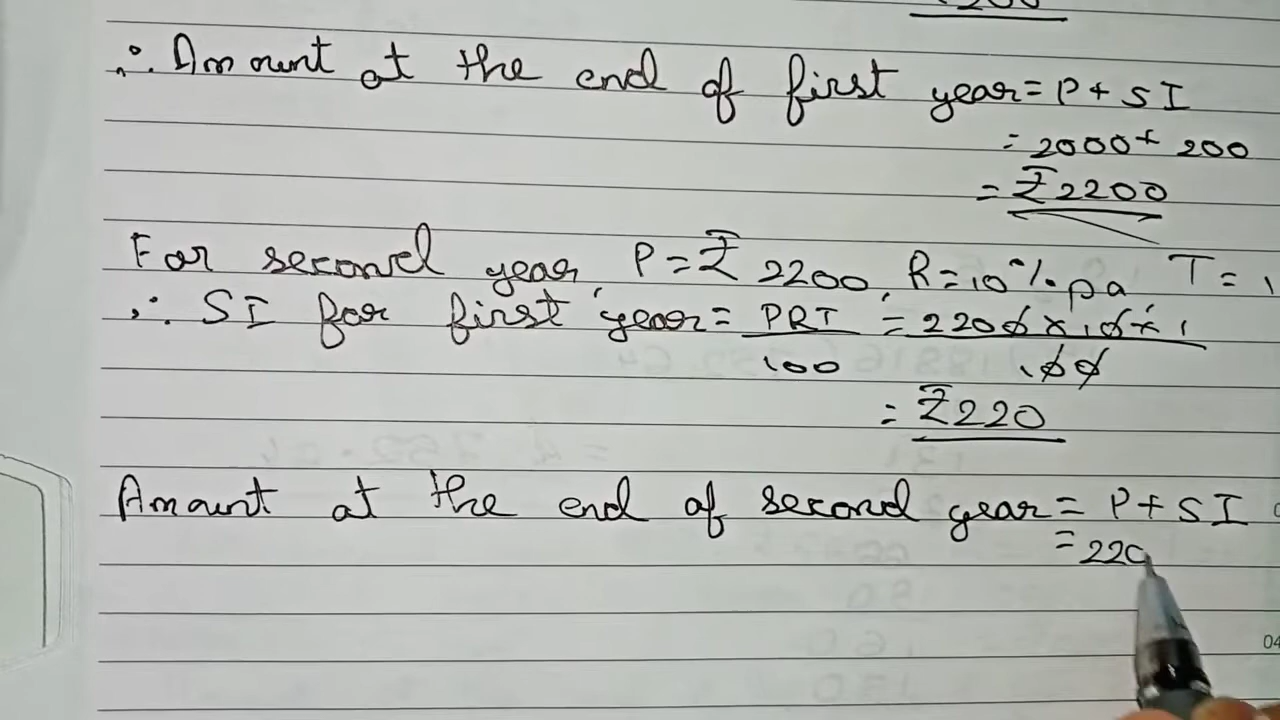 ∴ Amount at the end of first year = P + SI
= 2000 + 200
= ₹2200
For second year, P = ₹2200, R = 10% pa T = 1
∴ SI for first year = PRT/100 = 2200 × 10 × 1/100
= ₹220
Amount at the end of second year = P + SI
= 220